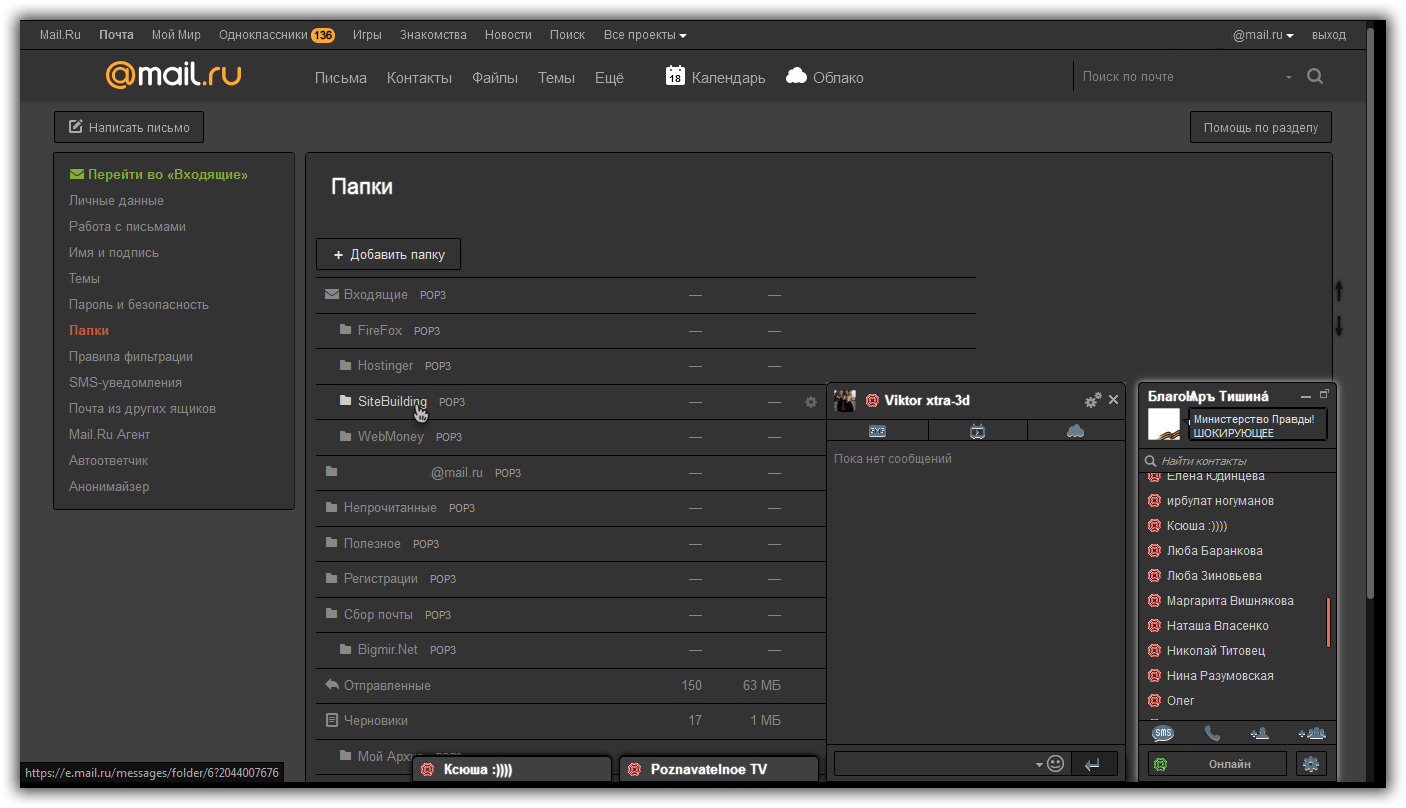 Mail.Ru Почта Мой Мир Одноклассники 136 Игры Знакомства Новости Поиск Все проекты @mail.ru выход
@mail.ru Письма Контакты Файлы Темы Ещё 18 Календарь Облако Поиск по почте
Написать письмо Помощь по разделу
Перейти во «Входящие»
Личные данные
Работа с письмами
Имя и подпись
Темы
Пароль и безопасность
Папки
Правила фильтрации
SMS-уведомления
Почта из других ящиков
Mail.Ru Агент
Автоответчик
Анонимайзер
Папки
+ Добавить папку
Входящие POP3 — —
FireFox POP3 — —
Hostinger POP3 — —
SiteBuilding POP3 — —
WebMoney POP3 — —
@mail.ru POP3 — —
Непрочитанные POP3 — —
Полезное POP3 — —
Регистрации POP3 — —
Сбор почты POP3 — —
Bigmir.Net POP3 — —
Отправленные 150 63 МБ
Черновики 17 1 МБ
Мой Архи
Viktor xtra-3d
XYZ
Пока нет сообщений
Тишина́
Министерство Правды!
ШОКИРУЮЩЕЕ
Найти контакты
Елена Юдинцева
ирбулат ногуманов
Ксюша :))))
Люба Баранкова
Люба Зиновьева
Маргарита Вишнякова
Наташа Власенко
Николай Титовец
Нина Разумовская
Олег
SMS
Онлайн
Ксюша :))))
Poznavatelnoe TV
https://e.mail.ru/messages/folder/6?2044007676